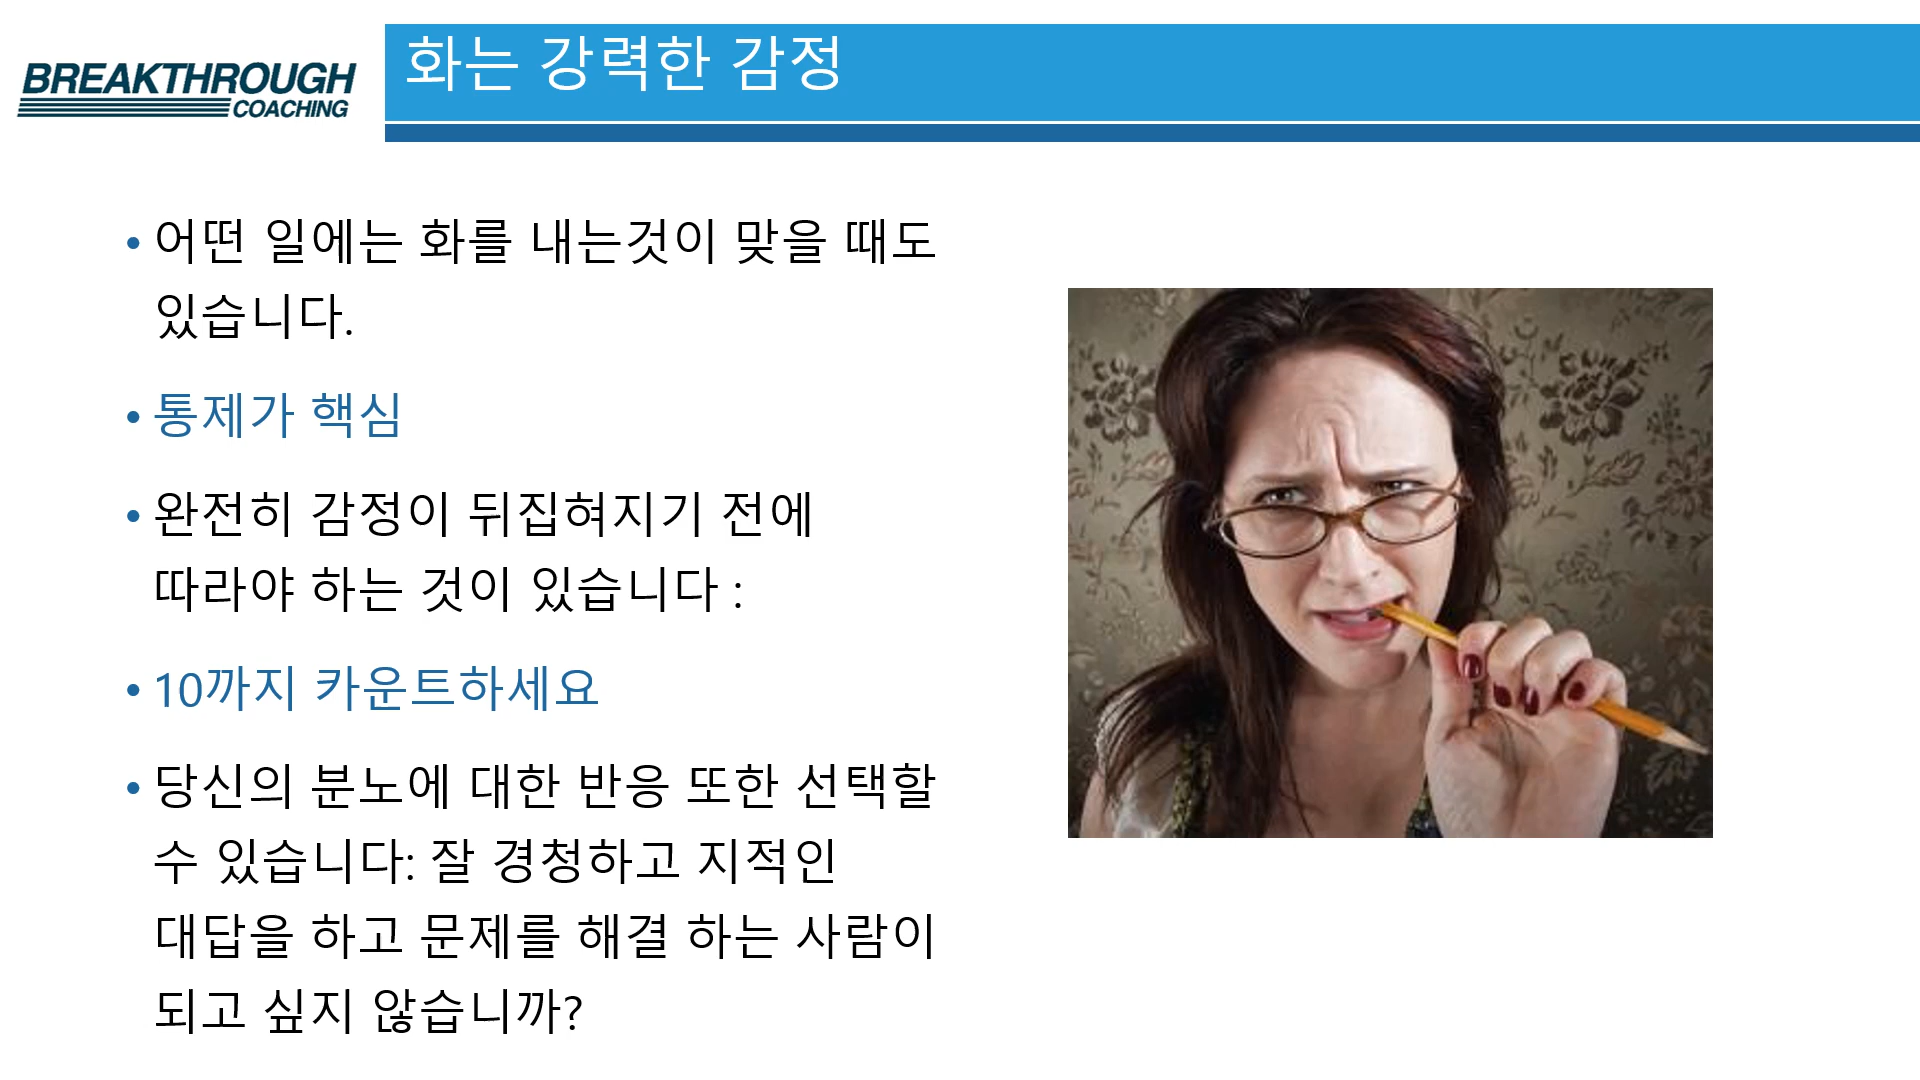 BREAKTHROUGH
COACHING
화는 강력한 감정
• 어떤 일에는 화를 내는것이 맞을 때도
있습니다.
• 통제가 핵심
• 완전히 감정이 뒤집혀지기 전에
따라야 하는 것이 있습니다 :
• 10까지 카운트하세요
• 당신의 분노에 대한 반응 또한 선택할
수 있습니다: 잘 경청하고 지적인
대답을 하고 문제를 해결 하는 사람이
되고 싶지 않습니까?